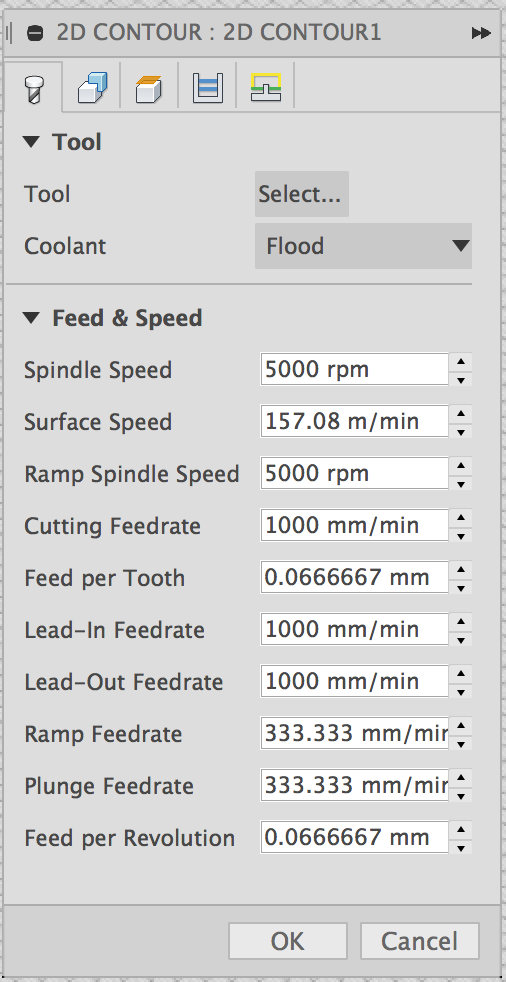 2D CONTOUR : 2D CONTOUR1
Tool
Tool Select...
Coolant Flood
Feed & Speed
Spindle Speed 5000 rpm
Surface Speed 157.08 m/min
Ramp Spindle Speed 5000 rpm
Cutting Feedrate 1000 mm/min
Feed per Tooth 0.0666667 mm
Lead-In Feedrate 1000 mm/min
Lead-Out Feedrate 1000 mm/min
Ramp Feedrate 333.333 mm/min
Plunge Feedrate 333.333 mm/min
Feed per Revolution 0.0666667 mm
OK Cancel